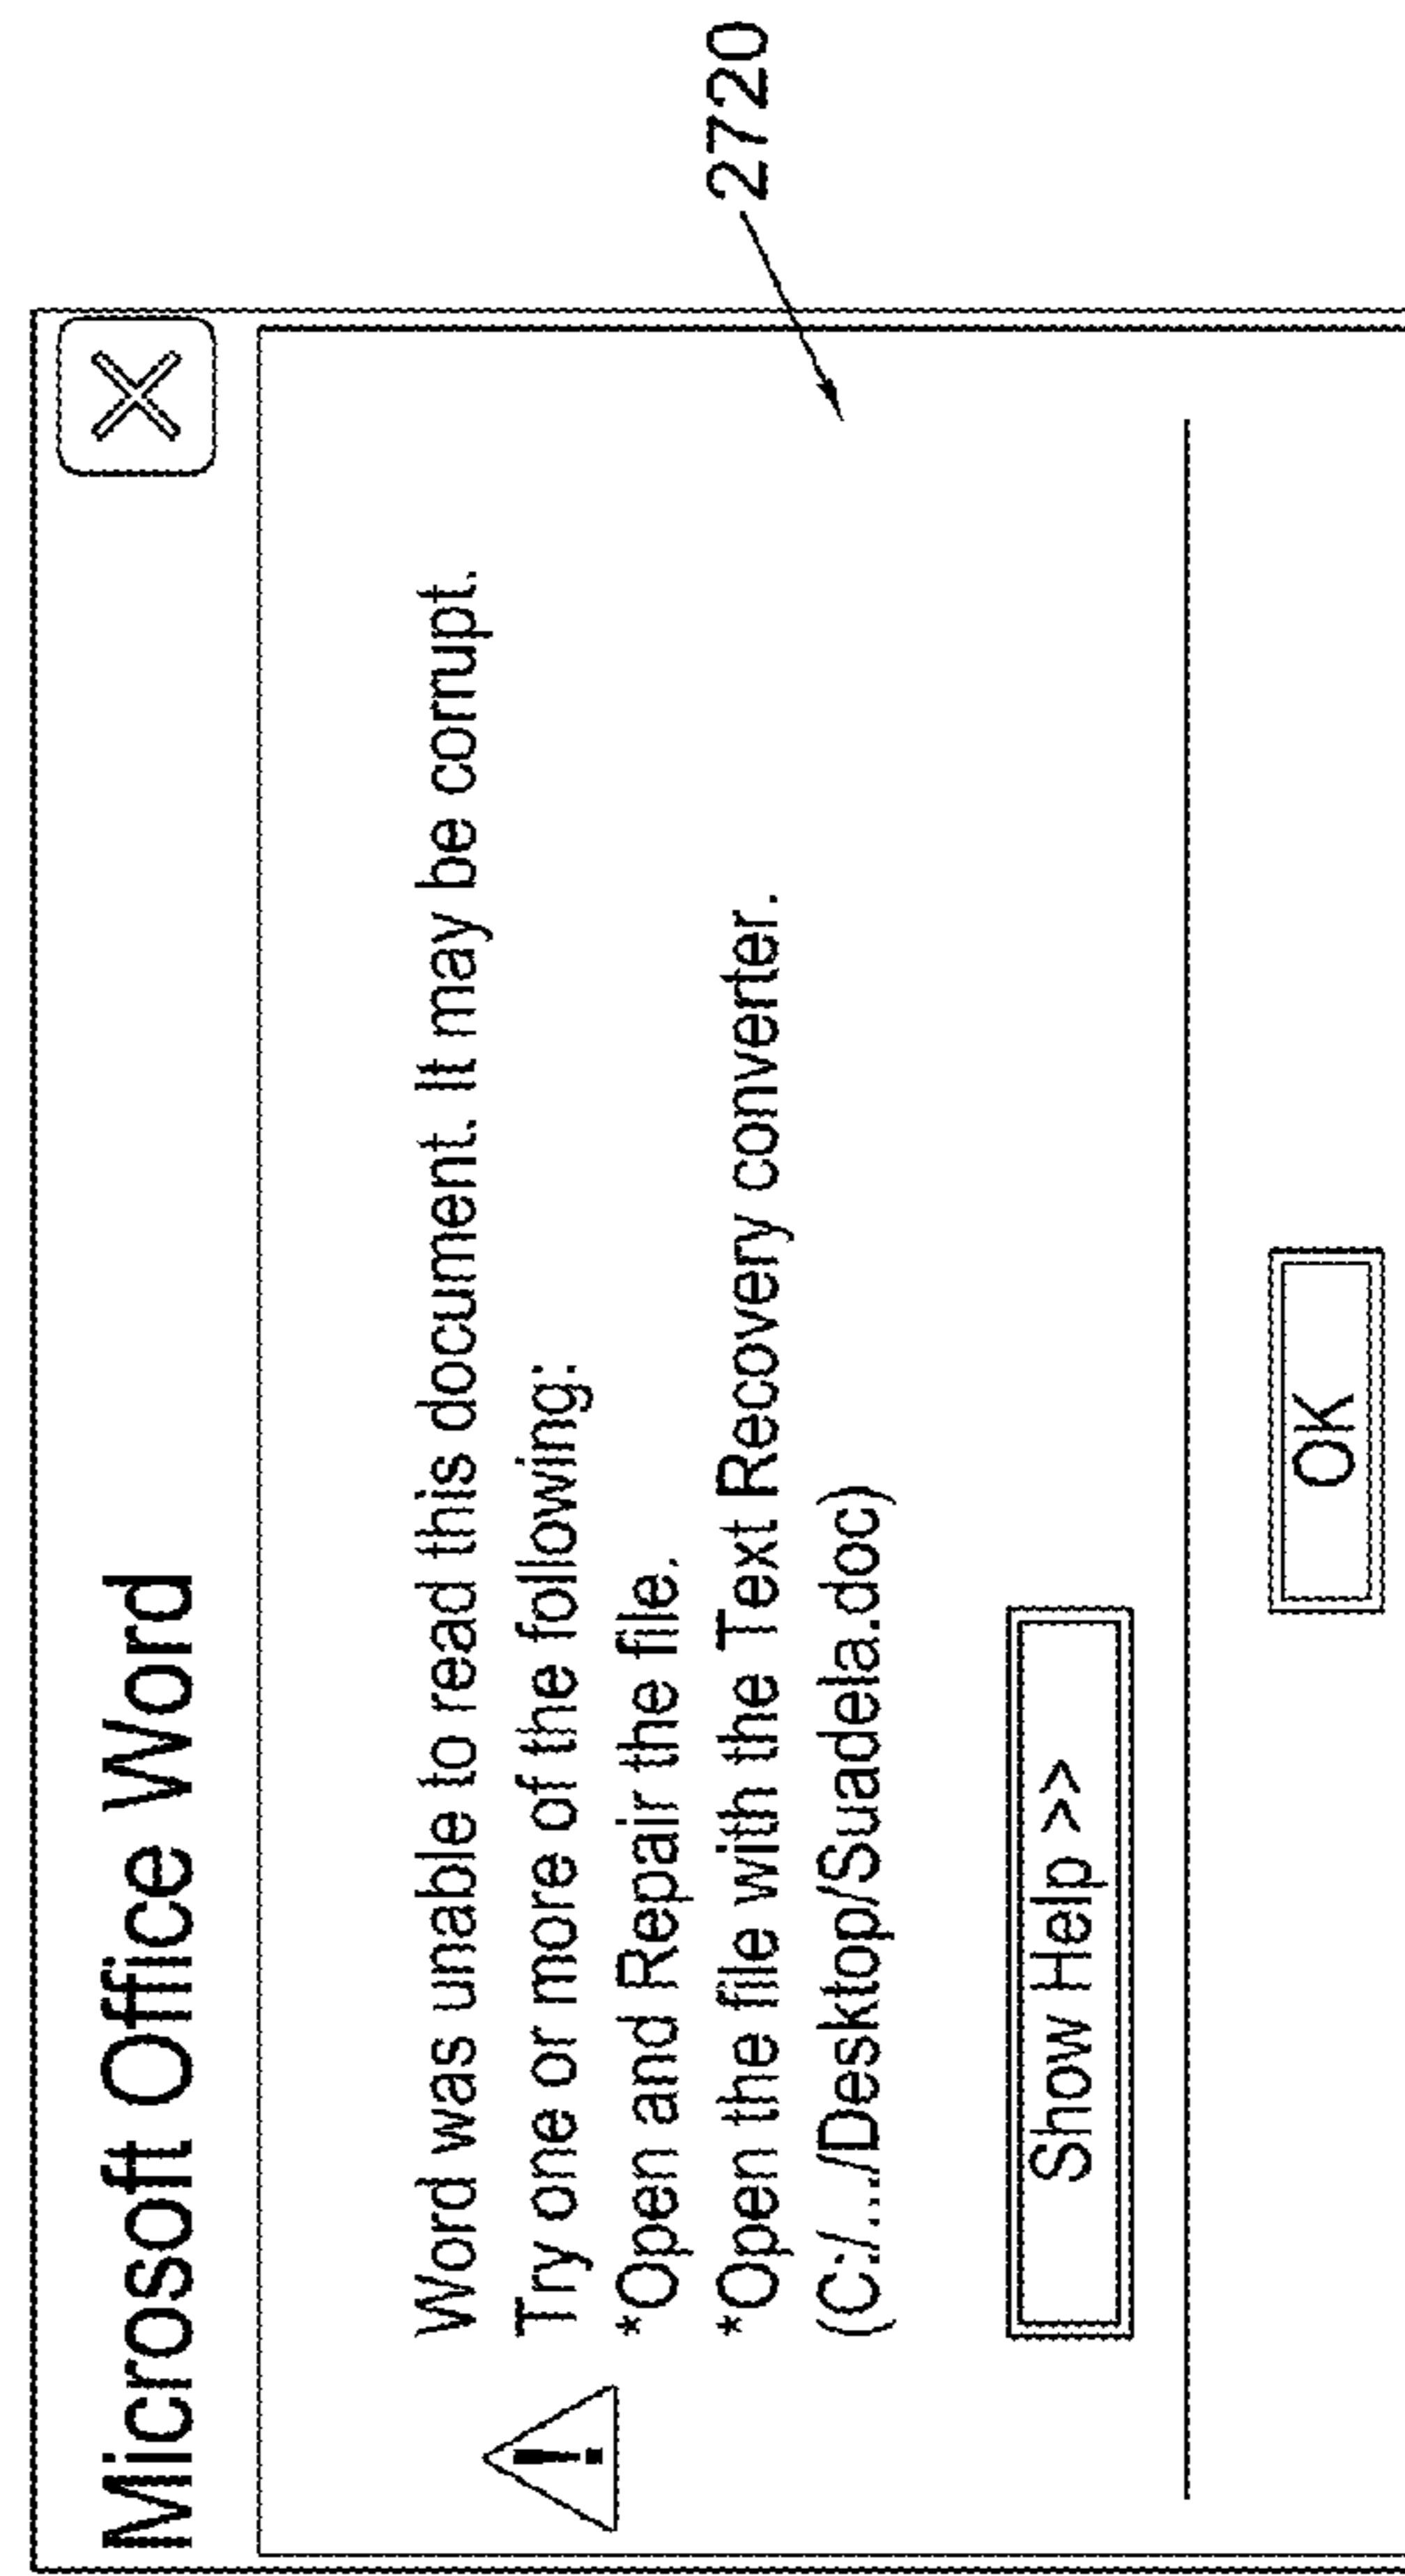 Microsoft Office Word
Word was unable to read this document. It may be corrupt.
Try one or more of the following:
*Open and Repair the file.
*Open the file with the Text Recovery converter.
(C:/.../Desktop/Suadela.doc)
Show Help >>
OK
2720